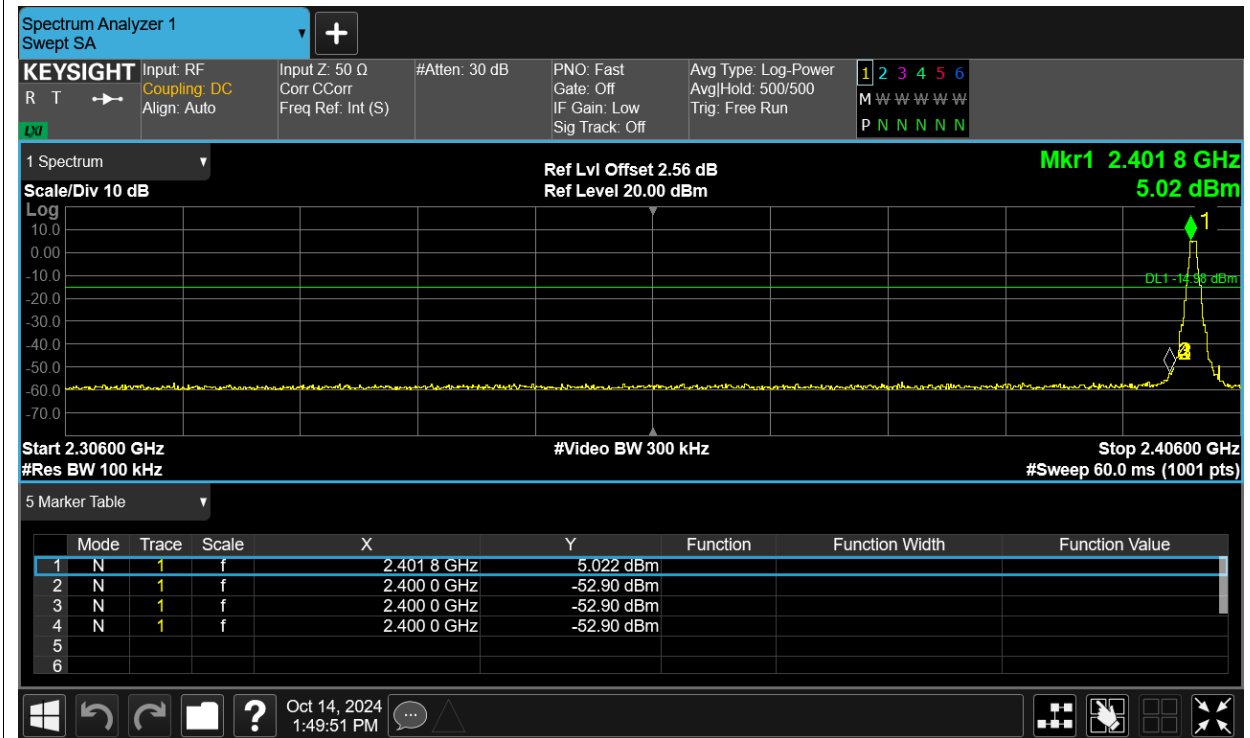 Spectrum Analyzer 1
Swept SA
KEYSIGHT
R T
LXI
Input: RF
Coupling: DC
Align: Auto
Input Z: 50 Ω
Corr CCorr
Freq Ref: Int (S)
#Atten: 30 dB
PNO: Fast
Gate: Off
IF Gain: Low
Sig Track: Off
Avg Type: Log-Power
Avg|Hold: 500/500
Trig: Free Run
1 2 3 4 5 6
M W W W W W
P N N N N N
1 Spectrum
Scale/Div 10 dB
Ref Lvl Offset 2.56 dB
Ref Level 20.00 dBm
Mkr1 2.401 8 GHz
5.02 dBm
Log
10.0
0.00
-10.0
-20.0
-30.0
-40.0
-50.0
-60.0
-70.0
1
DL1 -14.98 dBm
Start 2.30600 GHz
#Res BW 100 kHz
#Video BW 300 kHz
Stop 2.40600 GHz
#Sweep 60.0 ms (1001 pts)
5 Marker Table
Mode Trace Scale X Y Function Function Width Function Value
1 N 1 f 2.401 8 GHz 5.022 dBm
2 N 1 f 2.400 0 GHz -52.90 dBm
3 N 1 f 2.400 0 GHz -52.90 dBm
4 N 1 f 2.400 0 GHz -52.90 dBm
5
6
?
Oct 14, 2024
1:49:51 PM